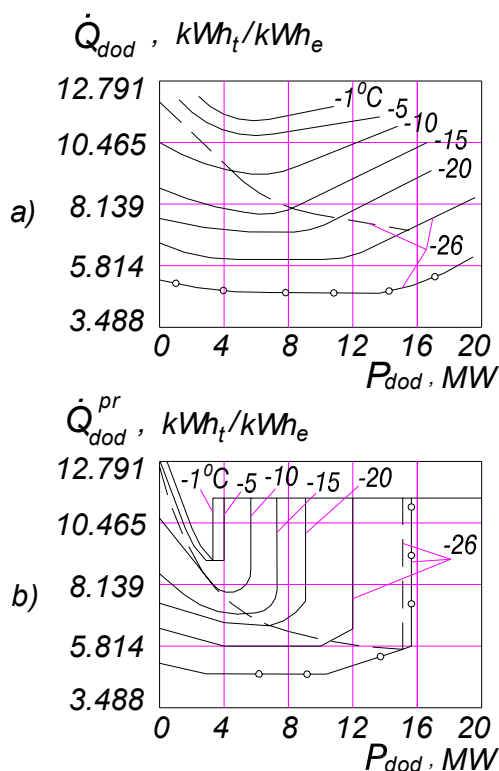 Q̇dod , kWht/kWhe
12.791
-1⁰C
-5
10.465
-10
-15
-20
a)
8.139
-26
5.814
3.488
0 4 8 12 16 20
Pdod , MW
Q̇dod pr , kWht/kWhe
12.791
-1⁰C -5 -10 -15 -20
10.465
-26
b)
8.139
5.814
3.488
0 4 8 12 16 20
Pdod , MW